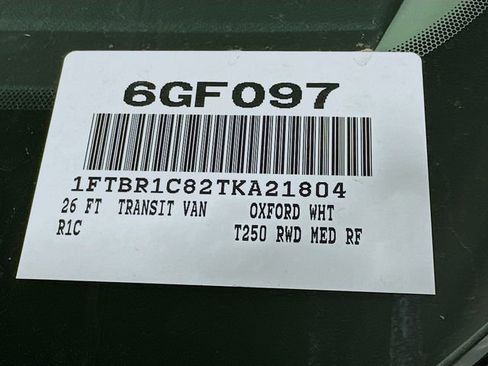 6GF097
1FTBR1C82TKA21804
26 FT TRANSIT VAN OXFORD WHT
R1C T250 RWD MED RF